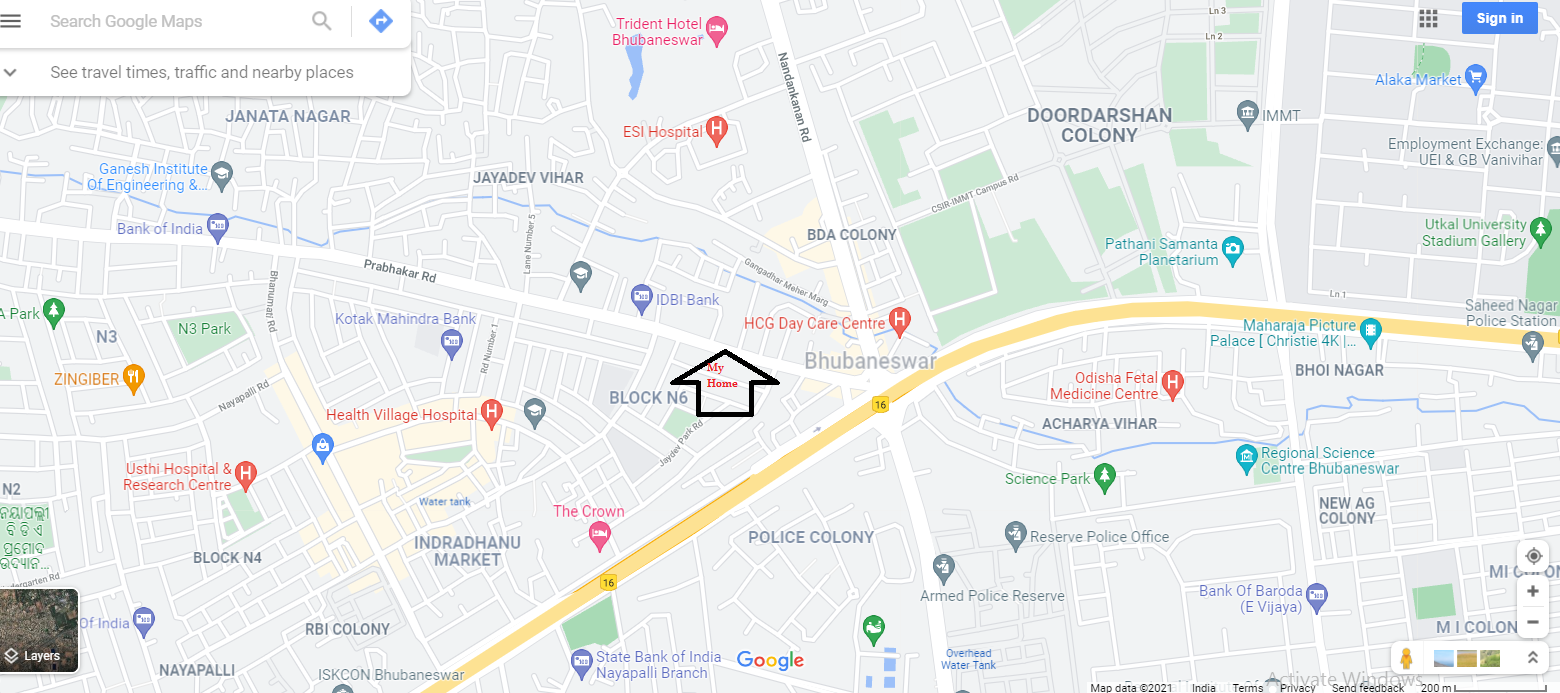 Search Google Maps
See travel times, traffic and nearby places
Sign in
Trident Hotel
Bhubaneswar
Nandankanan Rd
Ln 3
Ln 2
Alaka Market
JANATA NAGAR
DOORDARSHAN
COLONY
IMMT
ESI Hospital
Employment Exchange:
UEI & GB Vanivihar
Ganesh Institute
Of Engineering &...
JAYADEV VIHAR
CSIR-IMMT Campus Rd
Bank of India
Lane Number 5
BDA COLONY
Utkal University
Stadium Gallery
Pathani Samanta
Planetarium
Prabhakar Rd
Gangadhar Meher Marg
Bhanumati Rd
IDBI Bank
Ln 1
A Park
N3
N3 Park
Kotak Mahindra Bank
Rd Number 1
HCG Day Care Centre
Saheed Nagar
Police Station
Maharaja Picture
Palace [ Christie 4K |...
Bhubaneswar
My
Home
BHOI NAGAR
ZINGIBER
Nayapalli Rd
BLOCK N6
16
Odisha Fetal
Medicine Centre
Health Village Hospital
Jaydev Park Rd
ACHARYA VIHAR
Usthi Hospital &
Research Centre
Regional Science
Centre Bhubaneswar
Science Park
N2
Water tank
The Crown
NEW AG
COLONY
INDRADHANU
MARKET
POLICE COLONY
Reserve Police Office
BLOCK N4
16
Armed Police Reserve
Bank Of Baroda
(E Vijaya)
MI COLON
Of India
RBI COLONY
M I COLON
Layers
NAYAPALLI
ISKCON Bhubaneswar
State Bank of India
Nayapalli Branch
Google
Overhead
Water Tank
Activate Windows
Map data ©2021
India
Terms
Privacy
Send feedback
200 m